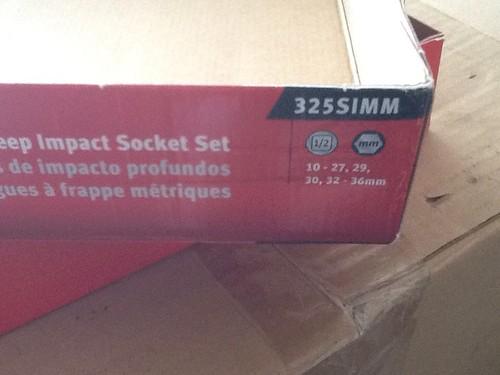 325SIMM
eep Impact Socket Set
1/2 mm
de impacto profundos
10 - 27, 29,
gues à frappe métriques
30, 32 - 36mm